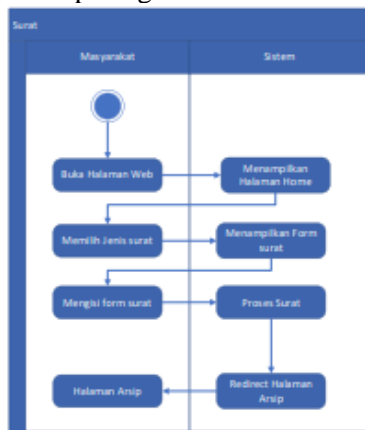 Surat
Masyarakat
Sistem
Buka Halaman Web
Menampilkan
Halaman Home
Memilih Jenis surat
Menampilkan Form
surat
Mengisi form surat
Proses Surat
Halaman Arsip
Redirect Halaman
Arsip